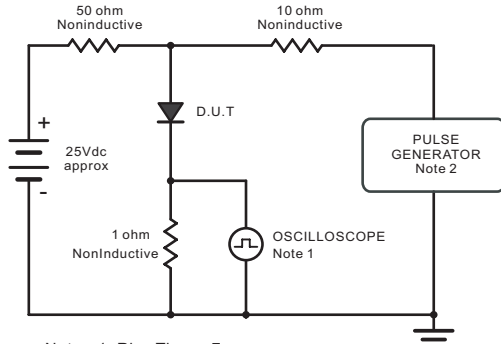 50 ohm
Noninductive
10 ohm
Noninductive
D.U.T
+
25Vdc
approx
-
PULSE
GENERATOR
Note 2
1 ohm
NonInductive
OSCILLOSCOPE
Note 1